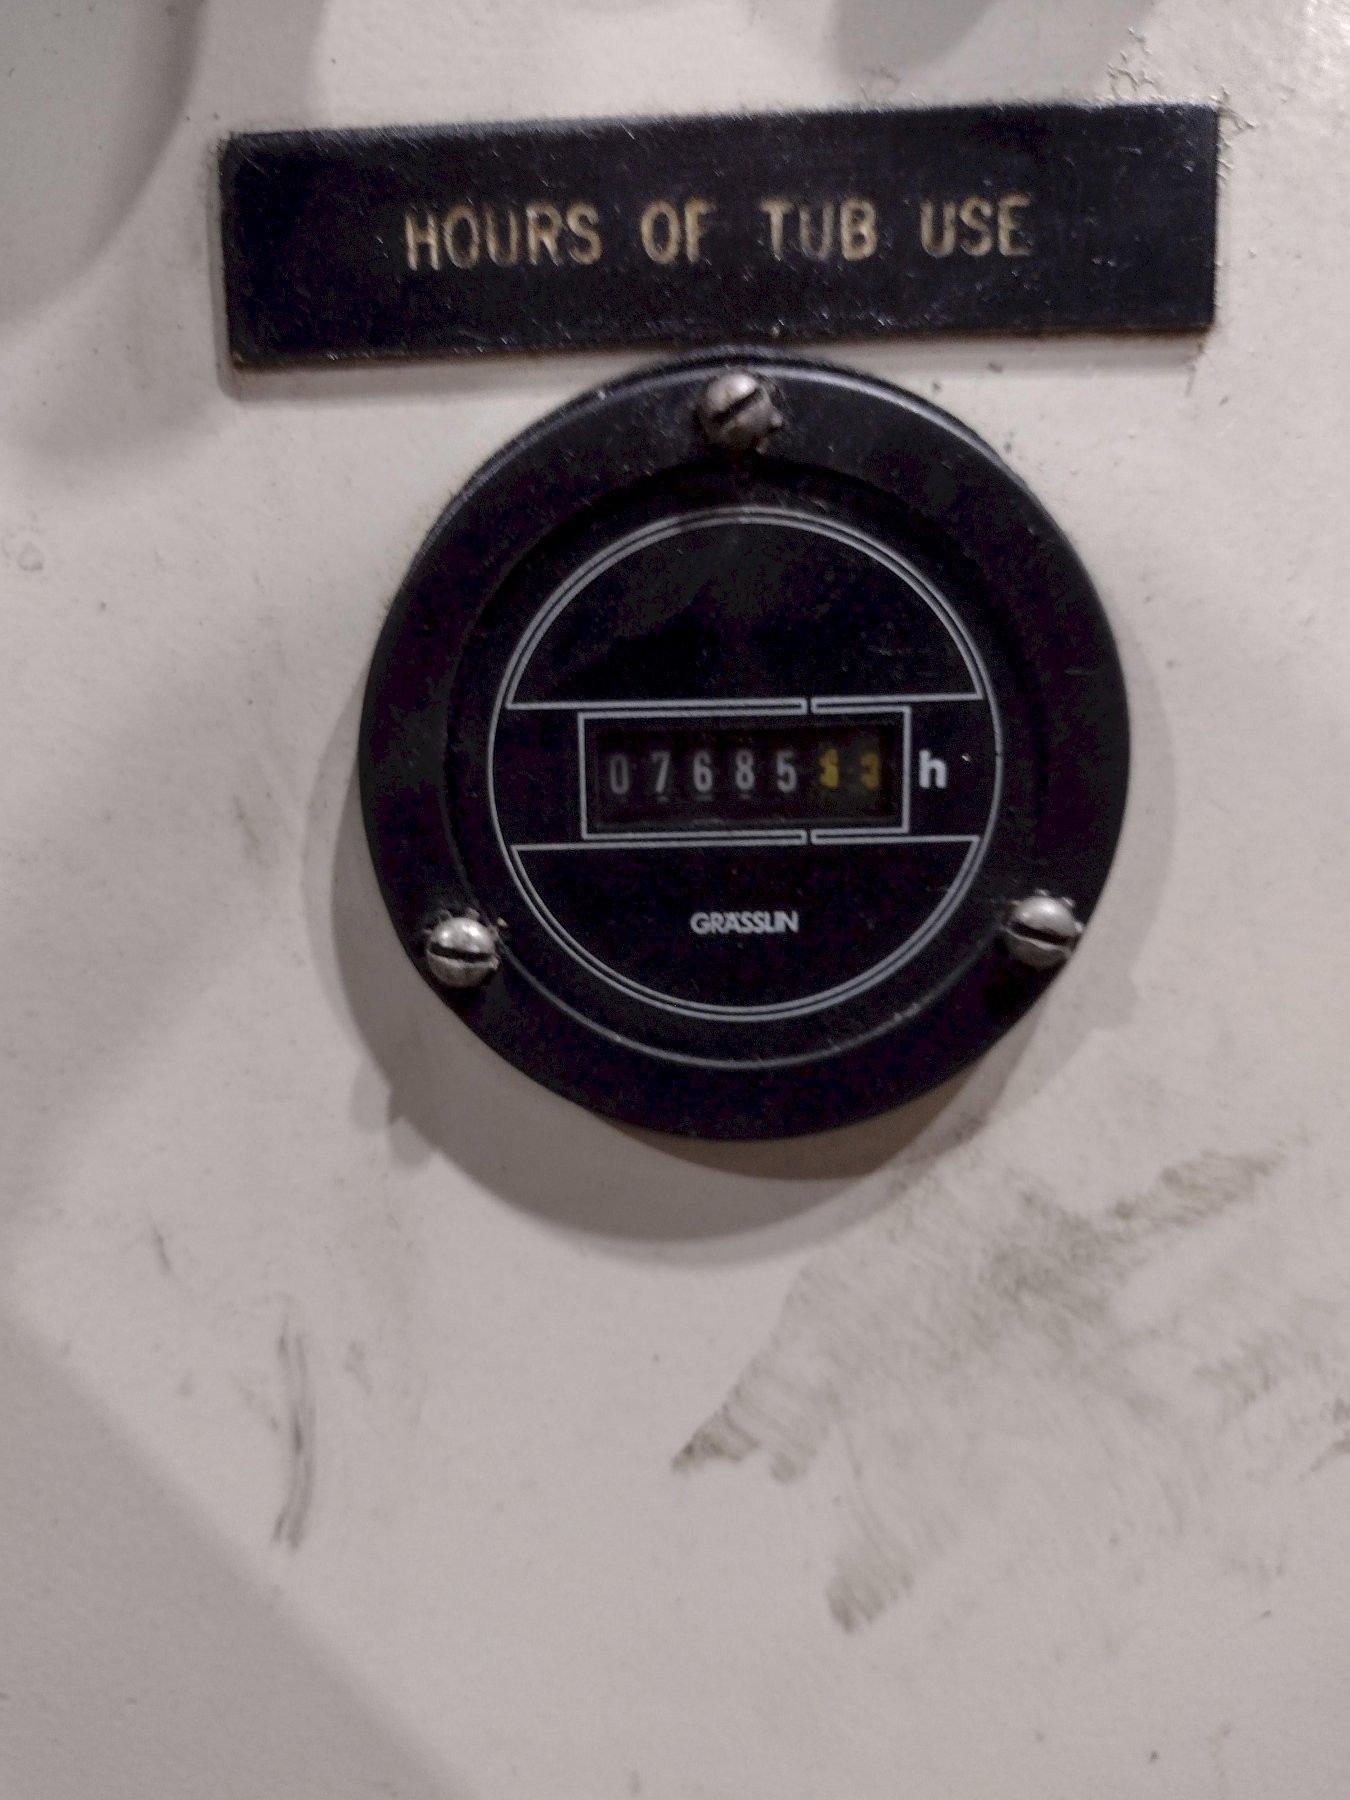 HOURS OF TUB USE
07685 h
GRÄSSLIN